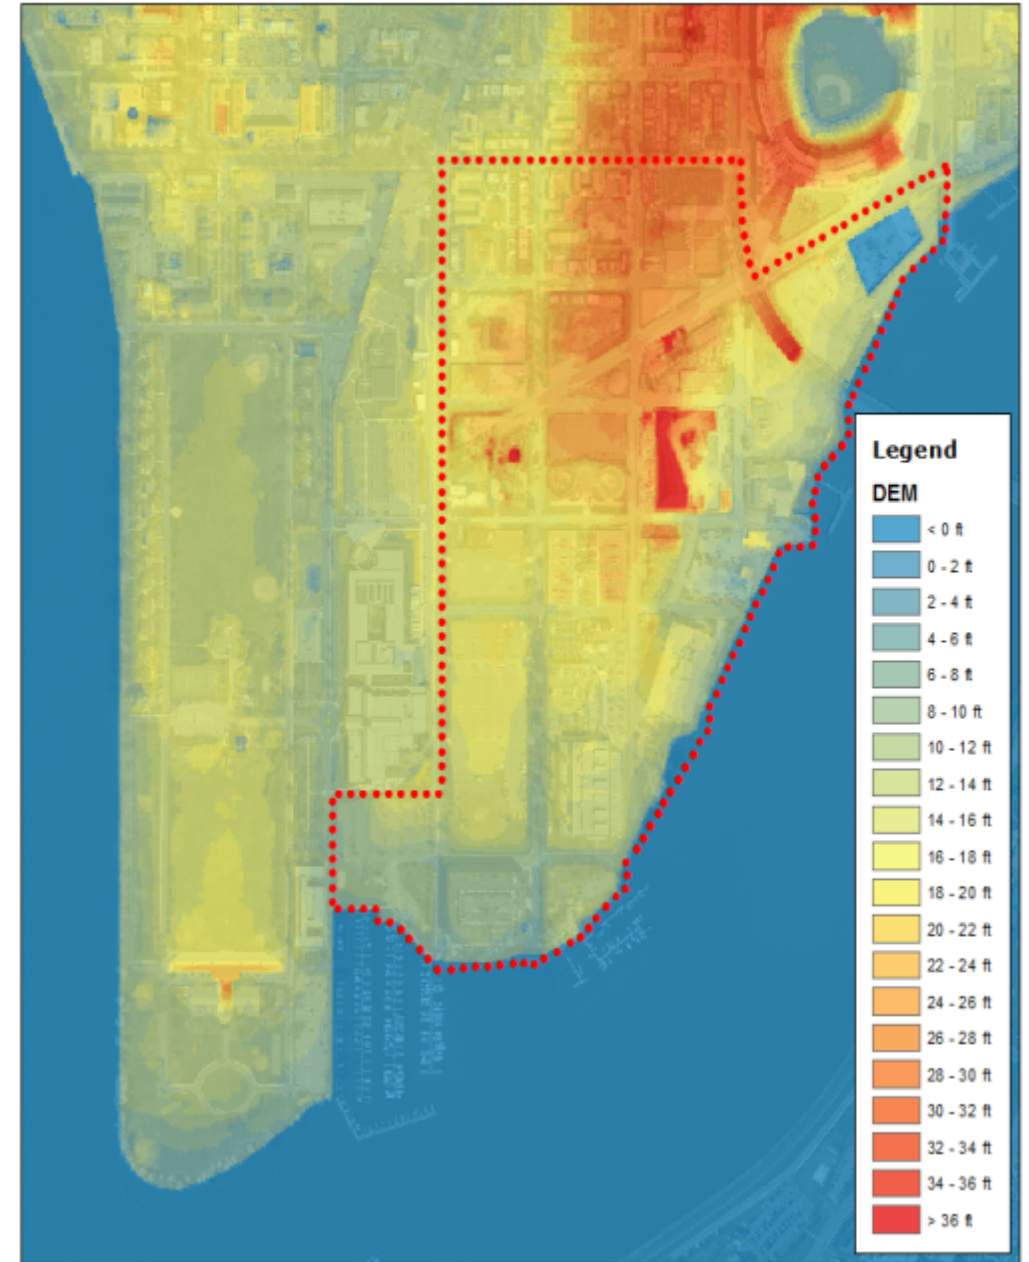 Legend
DEM
< 0 ft
0 - 2 ft
2 - 4 ft
4 - 6 ft
6 - 8 ft
8 - 10 ft
10 - 12 ft
12 - 14 ft
14 - 16 ft
16 - 18 ft
18 - 20 ft
20 - 22 ft
22 - 24 ft
24 - 26 ft
26 - 28 ft
28 - 30 ft
30 - 32 ft
32 - 34 ft
34 - 36 ft
> 36 ft